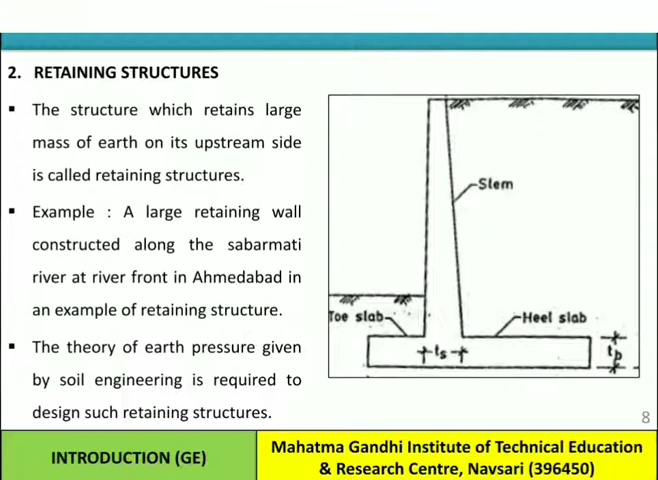 2. RETAINING STRUCTURES
▪ The structure which retains large
mass of earth on its upstream side
is called retaining structures.
▪ Example : A large retaining wall
constructed along the sabarmati
river at river front in Ahmedabad in
an example of retaining structure.
▪ The theory of earth pressure given
by soil engineering is required to
design such retaining structures.
Stem
Toe slab
Heel slab
ts
tb
8
INTRODUCTION (GE)
Mahatma Gandhi Institute of Technical Education
& Research Centre, Navsari (396450)